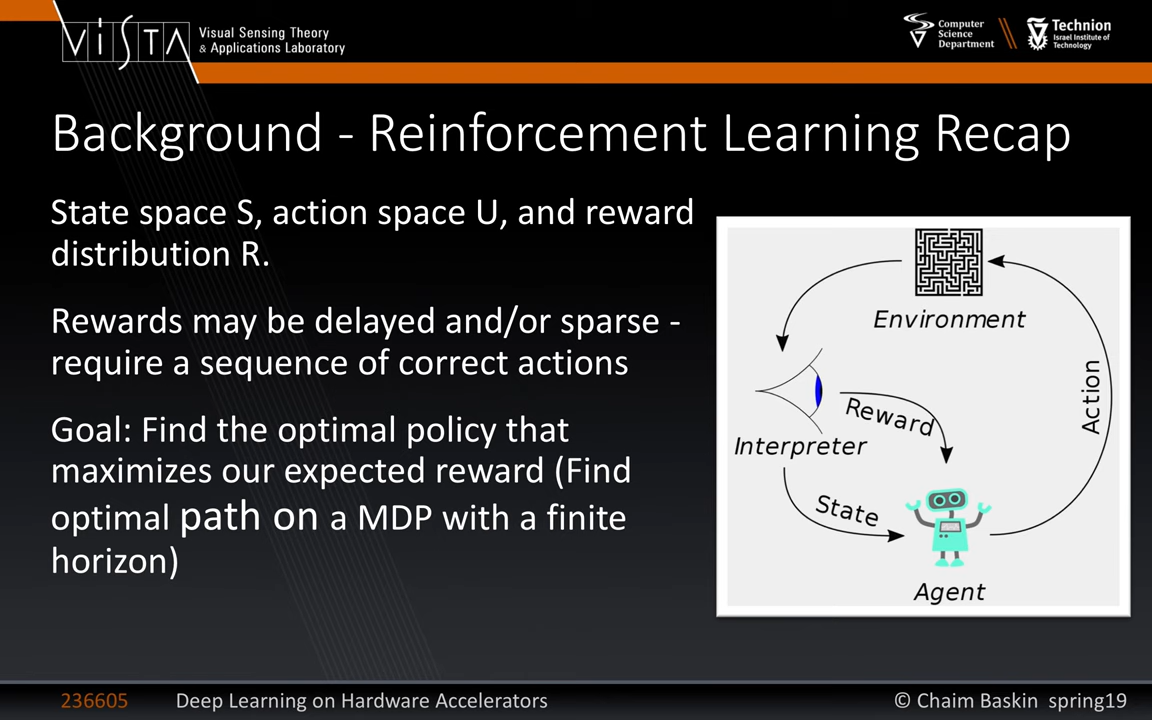 ViSTA
Visual Sensing Theory
& Applications Laboratory
Computer
Science
Department
Technion
Israel Institute of
Technology
Background - Reinforcement Learning Recap
State space S, action space U, and reward
distribution R.
Rewards may be delayed and/or sparse -
require a sequence of correct actions
Goal: Find the optimal policy that
maximizes our expected reward (Find
optimal path on a MDP with a finite
horizon)
Environment
Reward
Action
Interpreter
State
Agent
236605
Deep Learning on Hardware Accelerators
© Chaim Baskin spring19